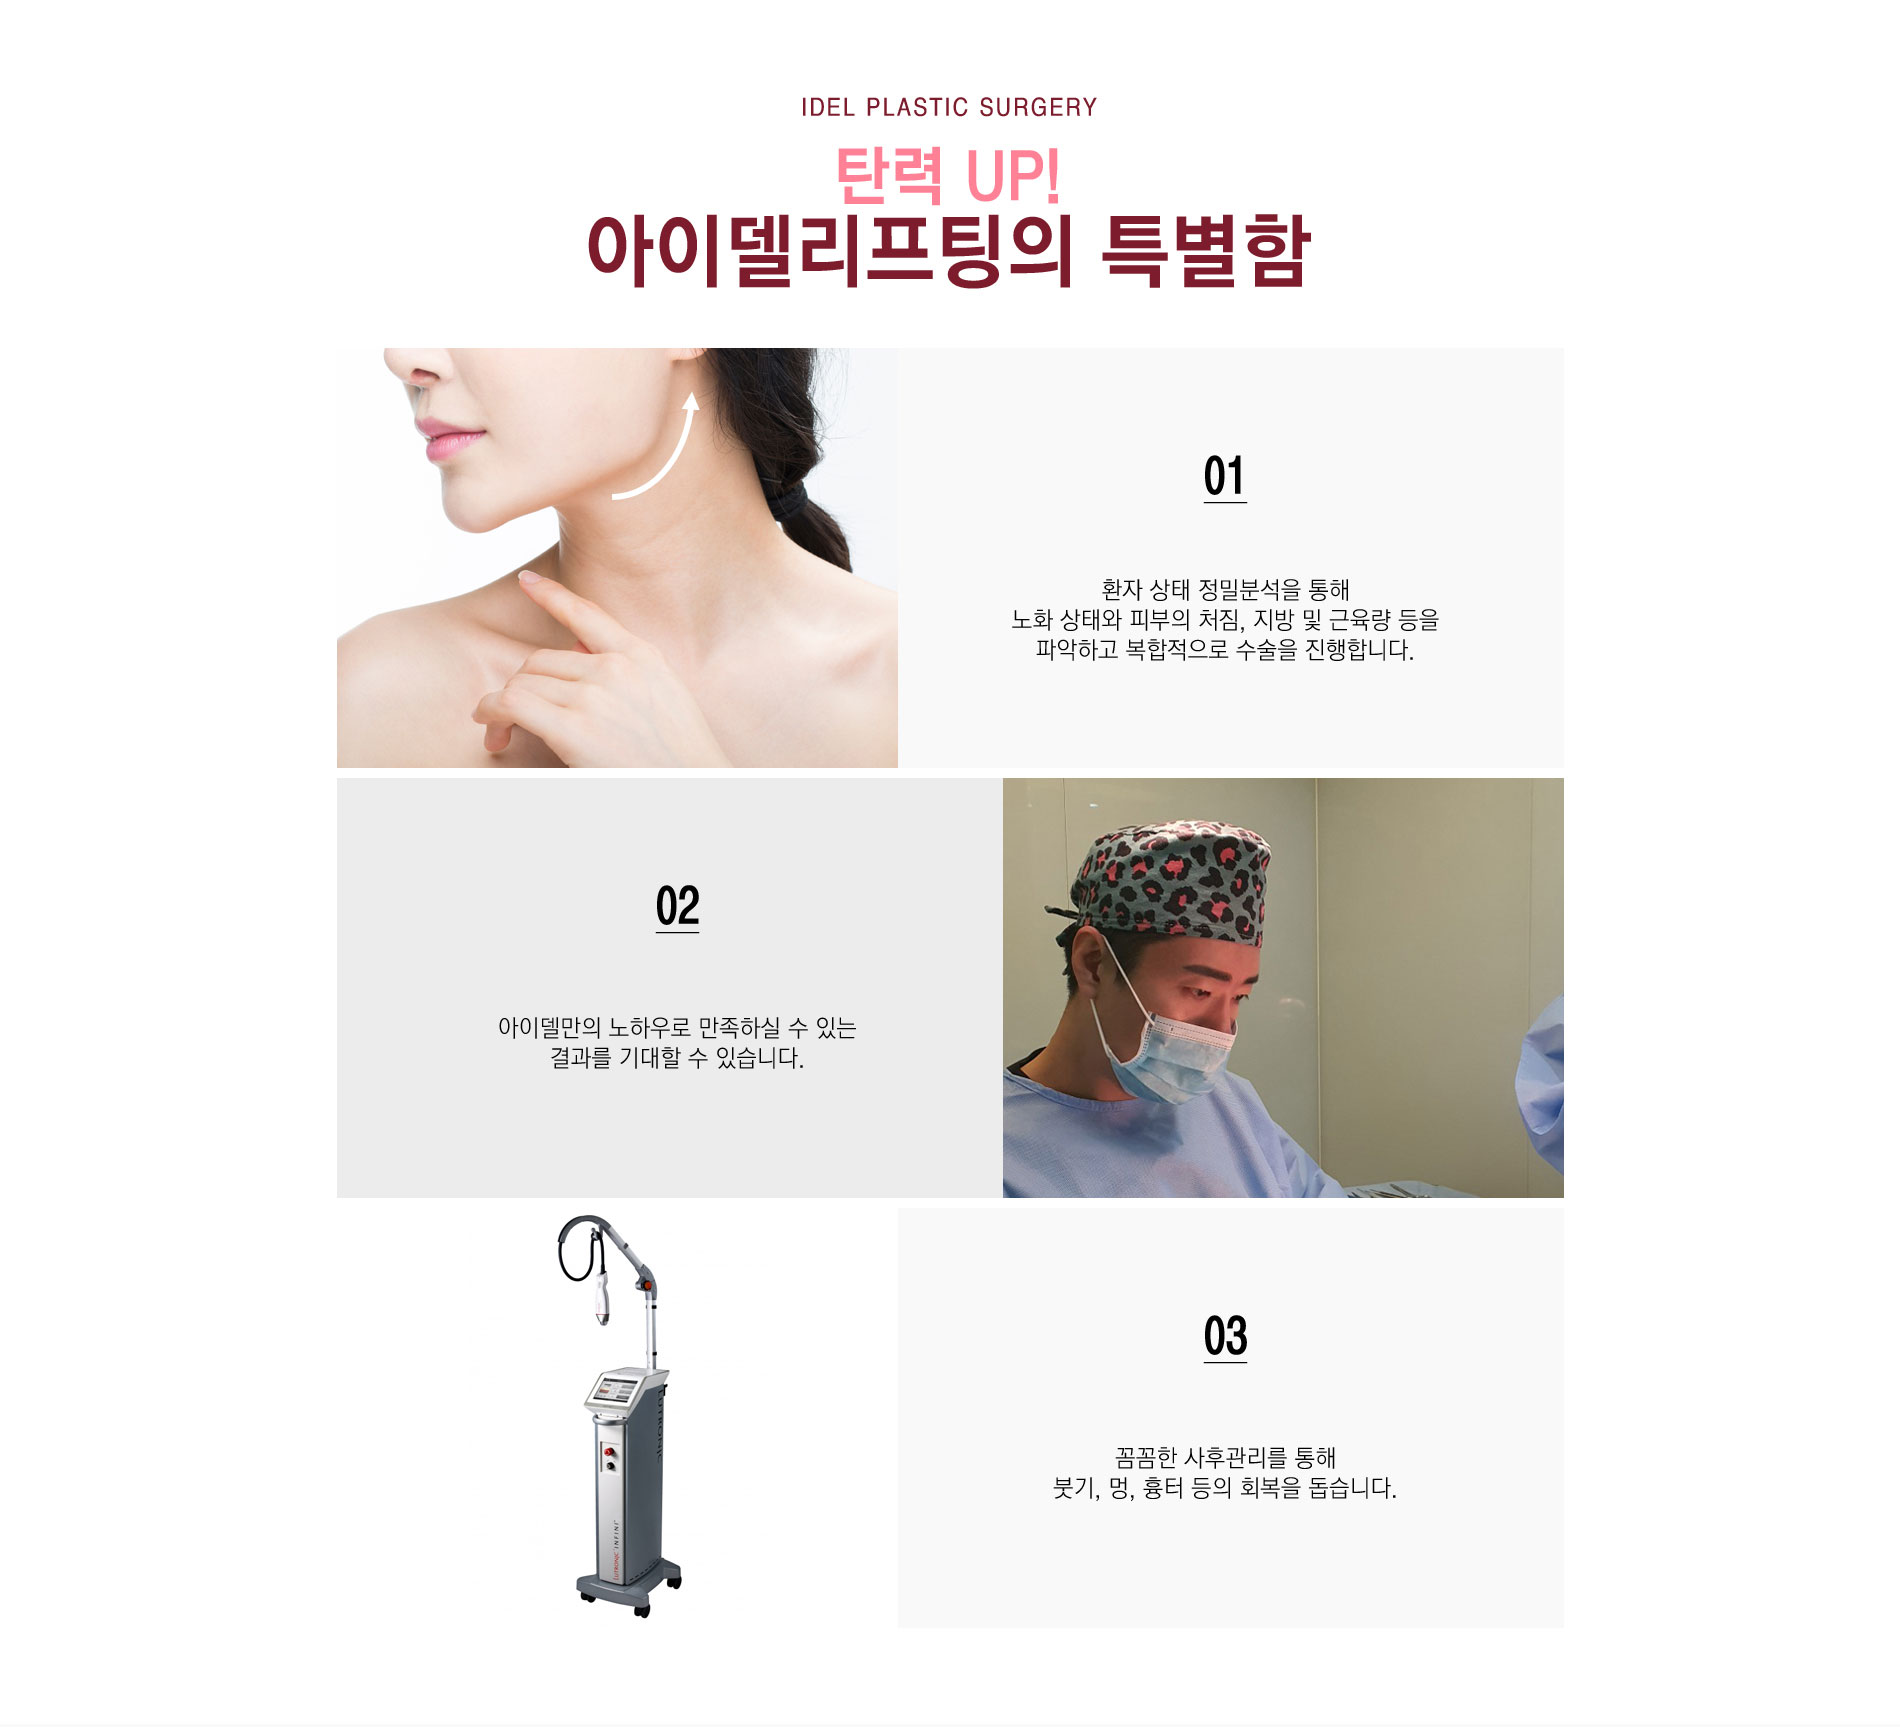 IDEL PLASTIC SURGERY
탄력 UP!
아이델리프팅의 특별함
01
환자 상태 정밀분석을 통해
노화 상태와 피부의 처짐, 지방 및 근육량 등을
파악하고 복합적으로 수술을 진행합니다.
02
아이델만의 노하우로 만족하실 수 있는
결과를 기대할 수 있습니다.
LUTRONIC
LUTRONIC INFINI
03
꼼꼼한 사후관리를 통해
붓기, 멍, 흉터 등의 회복을 돕습니다.